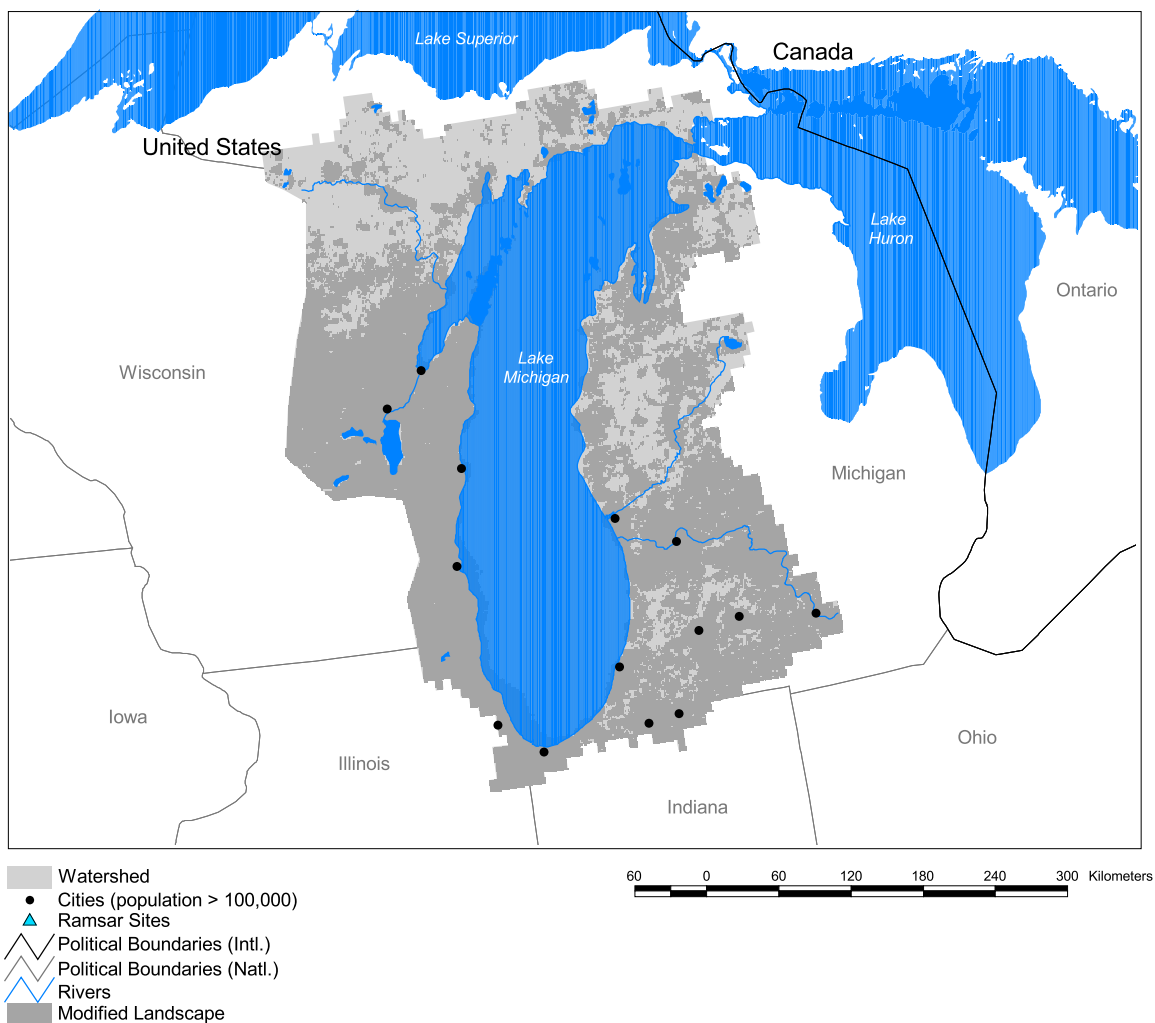 Lake Superior
Canada
United States
Lake
Huron
Ontario
Lake
Michigan
Wisconsin
Michigan
Iowa
Illinois
Ohio
Indiana
Watershed
Cities (population > 100,000)
Ramsar Sites
Political Boundaries (Intl.)
Political Boundaries (Natl.)
Rivers
Modified Landscape
60 0 60 120 180 240 300 Kilometers